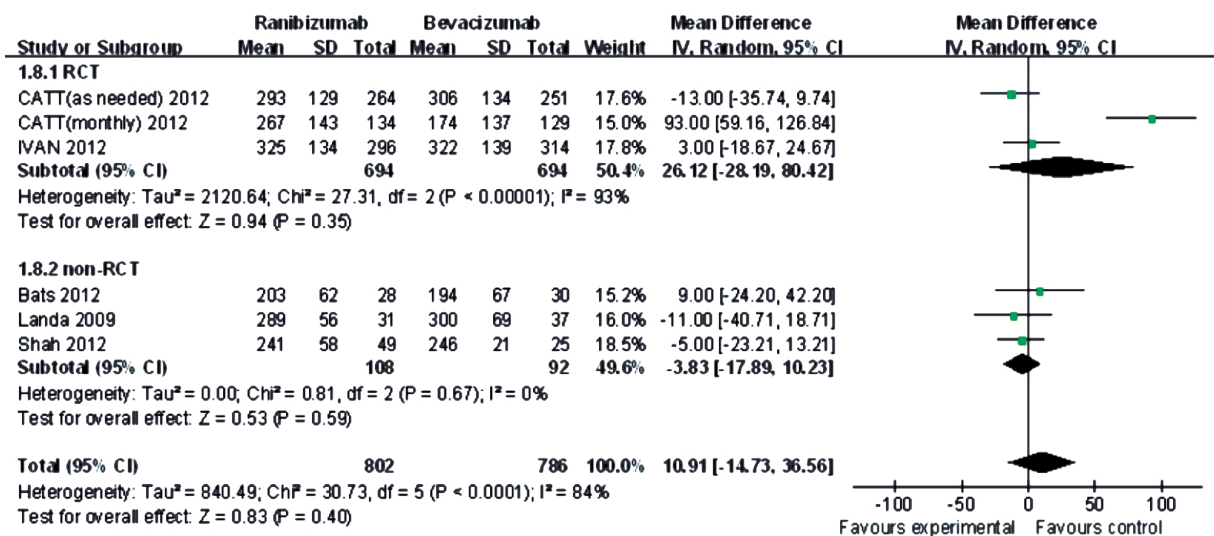 Ranibizumab Bevacizumab Mean Difference Mean Difference
Study or Subgroup Mean SD Total Mean SD Total Weight IV, Random, 95% CI IV, Random, 95% CI
1.8.1 RCT
CATT(as needed) 2012 293 129 264 306 134 251 17.6% -13.00 [-35.74, 9.74]
CATT(monthly) 2012 267 143 134 174 137 129 15.0% 93.00 [59.16, 126.84]
IVAN 2012 325 134 296 322 139 314 17.8% 3.00 [-18.67, 24.67]
Subtotal (95% CI) 694 694 50.4% 26.12 [-28.19, 80.42]
Heterogeneity: Tau² = 2120.64; Chi² = 27.31, df = 2 (P < 0.00001); I² = 93%
Test for overall effect: Z = 0.94 (P = 0.35)
1.8.2 non-RCT
Bats 2012 203 62 28 194 67 30 15.2% 9.00 [-24.20, 42.20]
Landa 2009 289 56 31 300 69 37 16.0% -11.00 [-40.71, 18.71]
Shah 2012 241 58 49 246 21 25 18.5% -5.00 [-23.21, 13.21]
Subtotal (95% CI) 108 92 49.6% -3.83 [-17.89, 10.23]
Heterogeneity: Tau² = 0.00; Chi² = 0.81, df = 2 (P = 0.67); I² = 0%
Test for overall effect: Z = 0.53 (P = 0.59)
Total (95% CI) 802 786 100.0% 10.91 [-14.73, 36.56]
Heterogeneity: Tau² = 840.49; Chi² = 30.73, df = 5 (P < 0.0001); I² = 84%
Test for overall effect: Z = 0.83 (P = 0.40)
-100 -50 0 50 100
Favours experimental Favours control